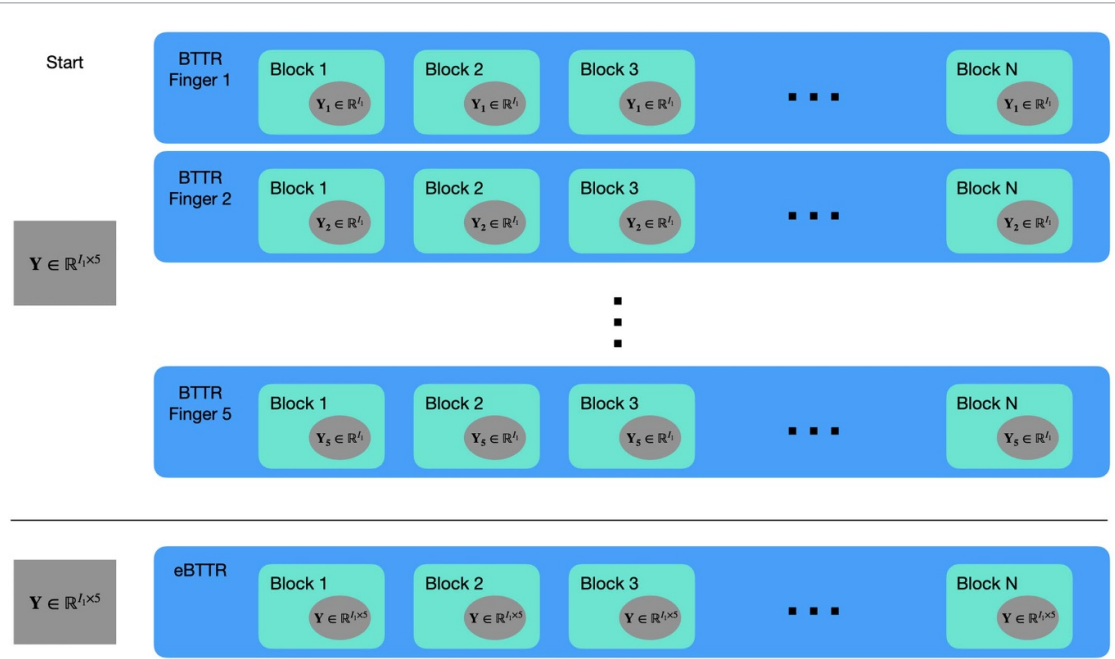 Start
BTTR
Finger 1
Block 1
Y₁ ∈ ℝ^{I₁}
Block 2
Y₁ ∈ ℝ^{I₁}
Block 3
Y₁ ∈ ℝ^{I₁}
Block N
Y₁ ∈ ℝ^{I₁}
BTTR
Finger 2
Block 1
Y₂ ∈ ℝ^{I₁}
Block 2
Y₂ ∈ ℝ^{I₁}
Block 3
Y₂ ∈ ℝ^{I₁}
Block N
Y₂ ∈ ℝ^{I₁}
Y ∈ ℝ^{I₁×5}
BTTR
Finger 5
Block 1
Y₅ ∈ ℝ^{I₁}
Block 2
Y₅ ∈ ℝ^{I₁}
Block 3
Y₅ ∈ ℝ^{I₁}
Block N
Y₅ ∈ ℝ^{I₁}
Y ∈ ℝ^{I₁×5}
eBTTR
Block 1
Y ∈ ℝ^{I₁×5}
Block 2
Y ∈ ℝ^{I₁×5}
Block 3
Y ∈ ℝ^{I₁×5}
Block N
Y ∈ ℝ^{I₁×5}